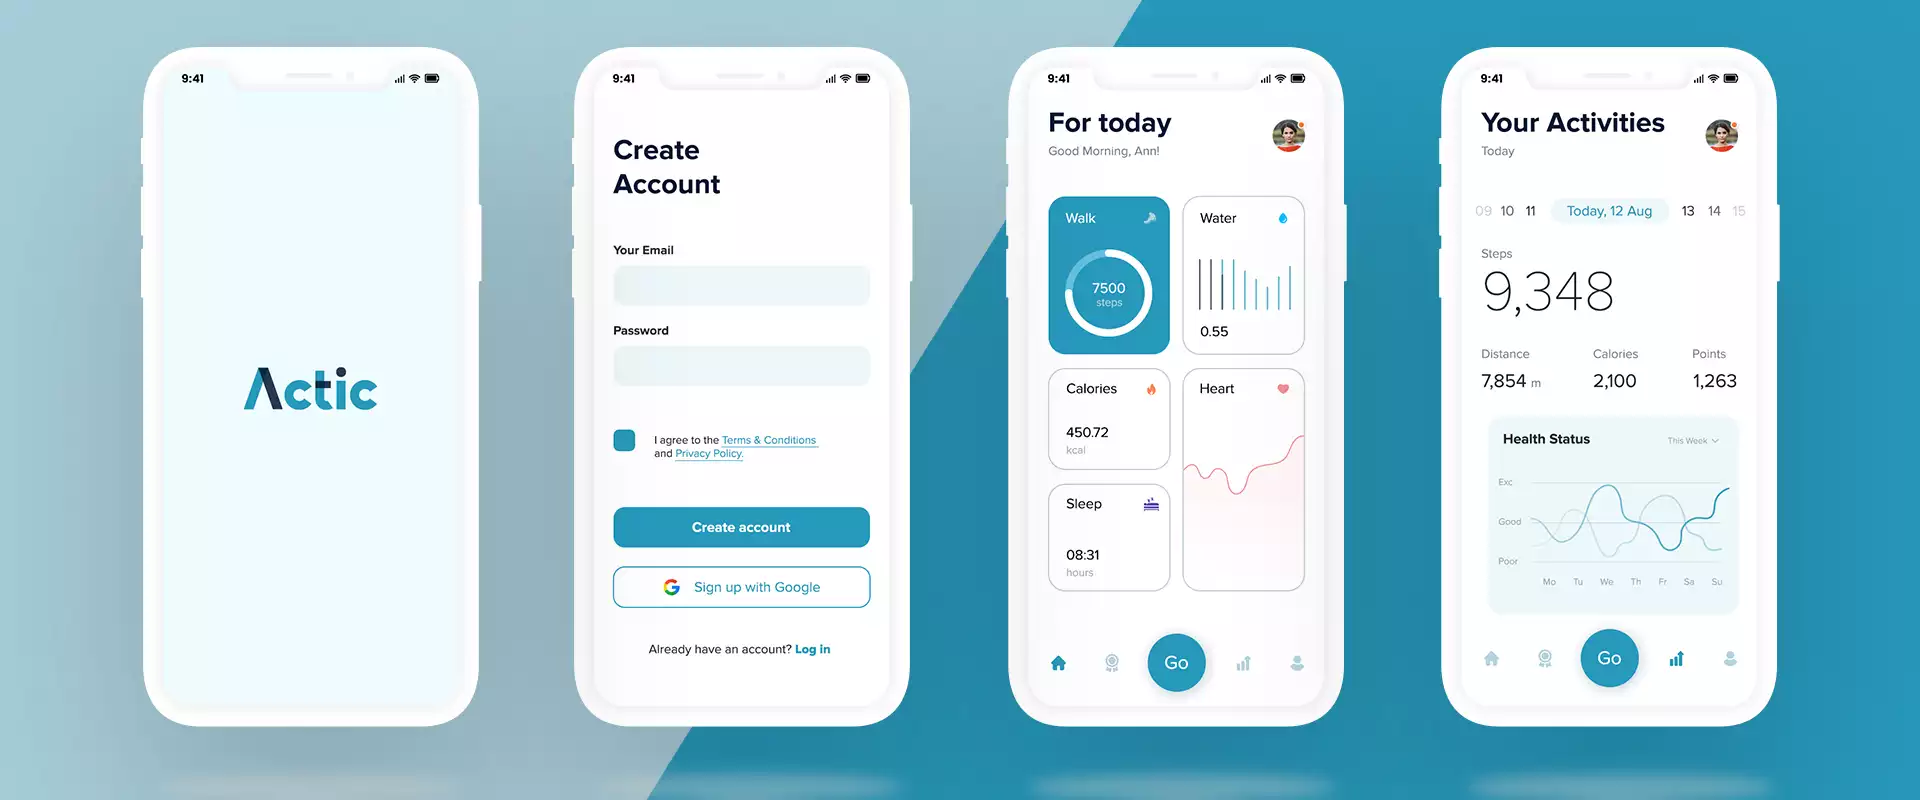 9:41
Actic
9:41
Create
Account
Your Email
Password
I agree to the Terms & Conditions
and Privacy Policy.
Create account
Sign up with Google
Already have an account? Log in
9:41
For today
Good Morning, Ann!
Walk
7500
steps
Water
0.55
Calories
450.72
kcal
Heart
Sleep
08:31
hours
Go
9:41
Your Activities
Today
09 10 11 Today, 12 Aug 13 14 15
Steps
9,348
Distance Calories Points
7,854 m 2,100 1,263
Health Status This Week
Exc
Good
Poor
Mo Tu We Th Fr Sa Su
Go